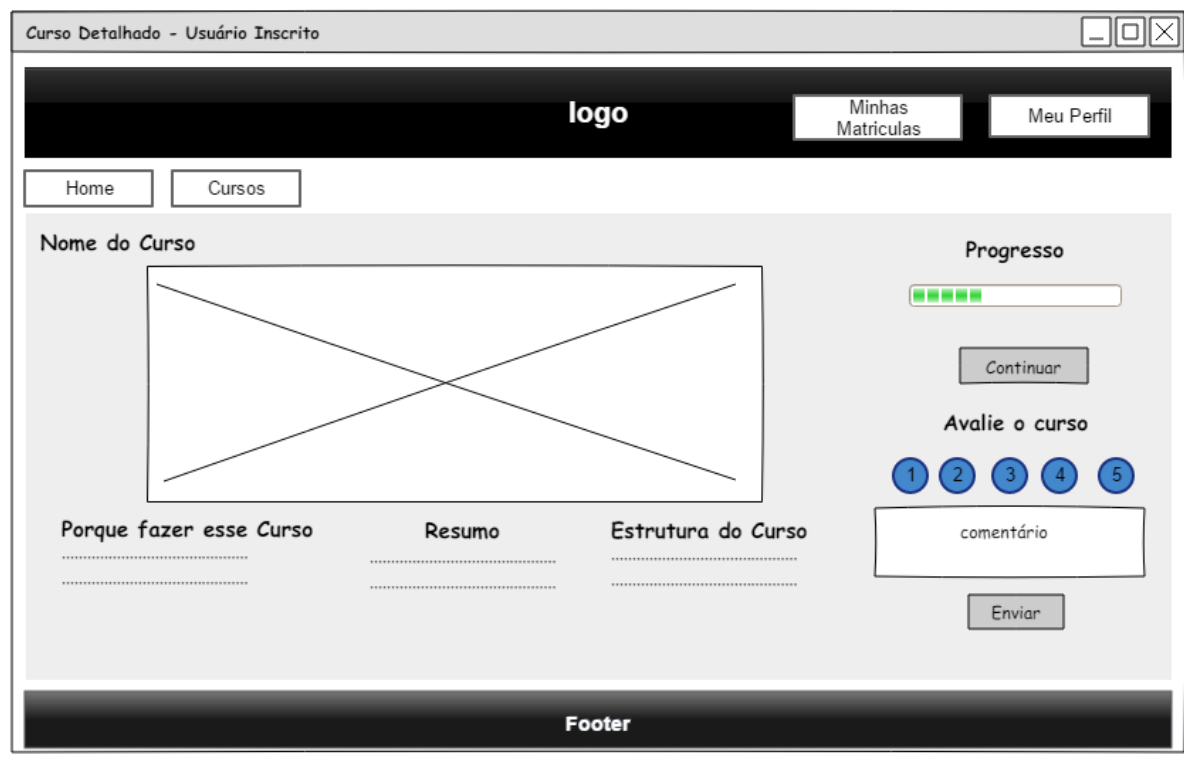 Curso Detalhado - Usuário Inscrito
logo
Minhas
Matriculas
Meu Perfil
Home
Cursos
Nome do Curso
Progresso
Continuar
Avalie o curso
1 2 3 4 5
comentário
Enviar
Porque fazer esse Curso
Resumo
Estrutura do Curso
Footer